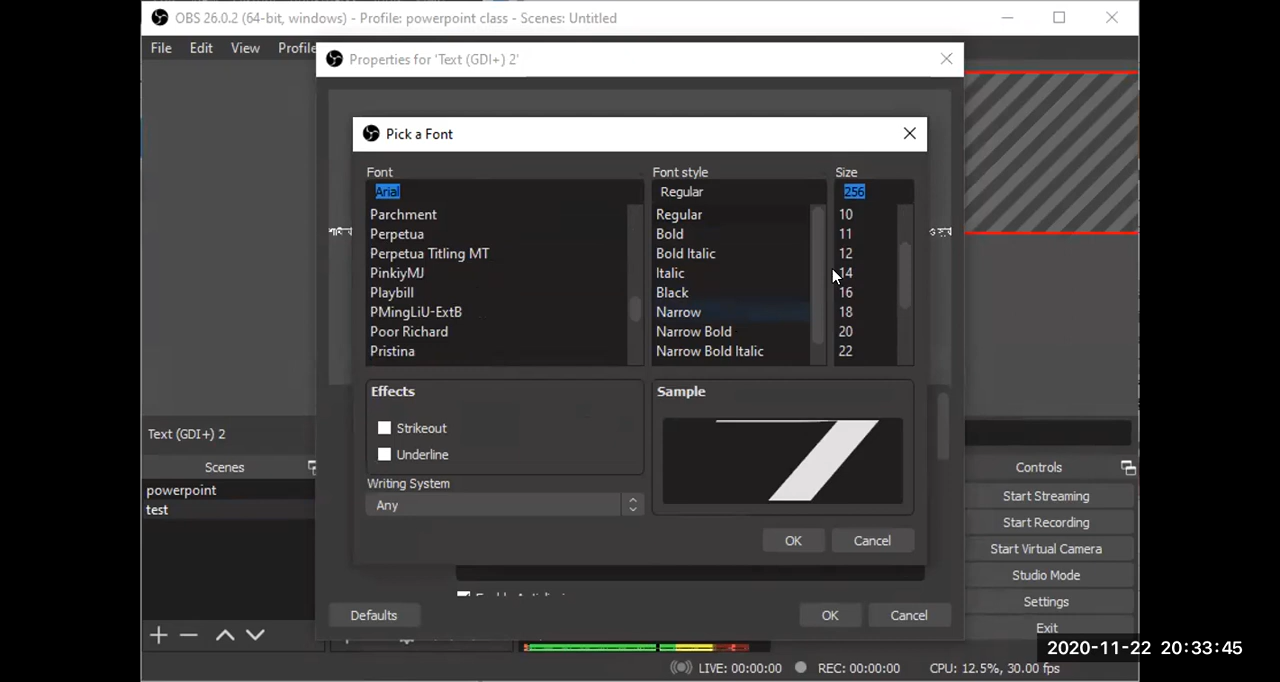 OBS 26.0.2 (64-bit, windows) - Profile: powerpoint class - Scenes: Untitled
File Edit View Profile
Properties for 'Text (GDI+) 2'
Pick a Font
Font Font style Size
Arial Regular 256
Parchment Regular 10
Perpetua Bold 11
Perpetua Titling MT Bold Italic 12
PinkiyMJ Italic 14
Playbill Black 16
PMingLiU-ExtB Narrow 18
Poor Richard Narrow Bold 20
Pristina Narrow Bold Italic 22
Effects Sample
Strikeout
Underline
Writing System
Any
OK Cancel
Text (GDI+) 2
Scenes
powerpoint
test
Controls
Start Streaming
Start Recording
Start Virtual Camera
Studio Mode
Settings
Exit
Defaults OK Cancel
2020-11-22 20:33:45
LIVE: 00:00:00 REC: 00:00:00 CPU: 12.5%, 30.00 fps